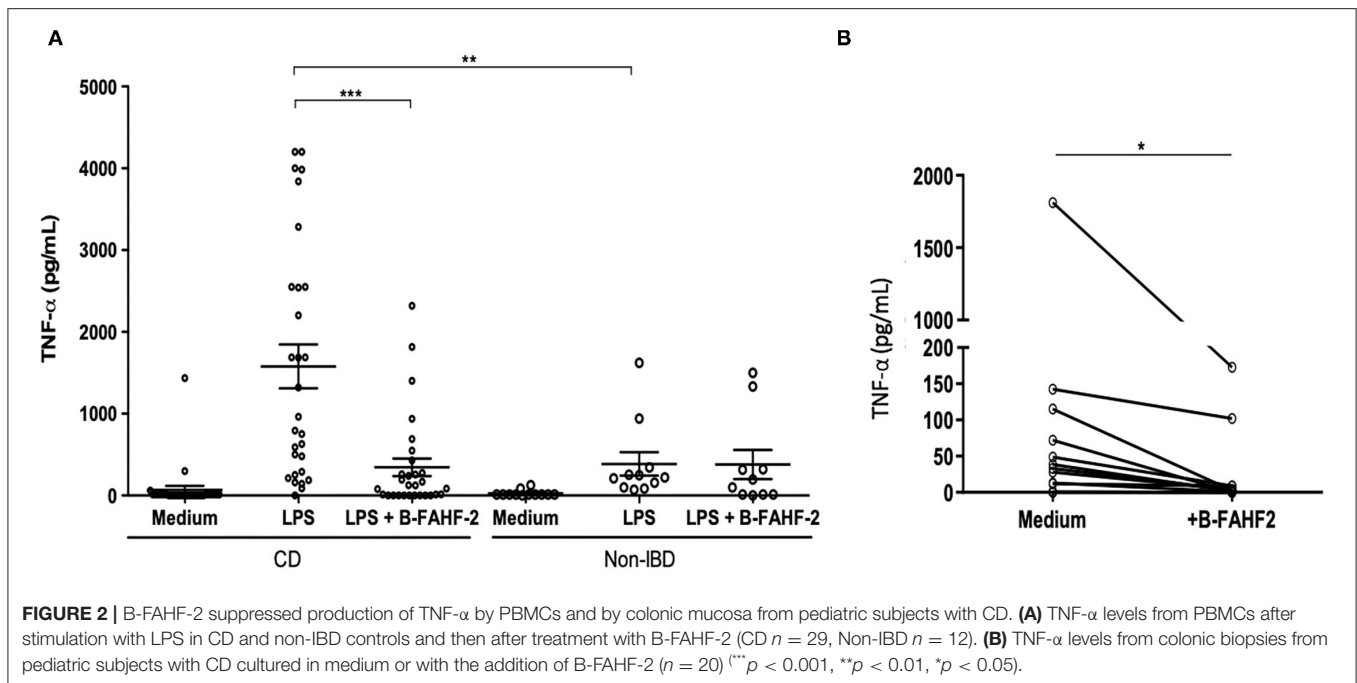 A
B
**
***
*
5000
4000
3000
2000
1000
0
TNF-α (pg/mL)
Medium LPS LPS + B-FAHF-2 Medium LPS LPS + B-FAHF-2
CD Non-IBD
2000
1500
1000
200
150
100
50
0
TNF-α (pg/mL)
Medium +B-FAHF2
FIGURE 2 | B-FAHF-2 suppressed production of TNF-α by PBMCs and by colonic mucosa from pediatric subjects with CD. (A) TNF-α levels from PBMCs after
stimulation with LPS in CD and non-IBD controls and then after treatment with B-FAHF-2 (CD n = 29, Non-IBD n = 12). (B) TNF-α levels from colonic biopsies from
pediatric subjects with CD cultured in medium or with the addition of B-FAHF-2 (n = 20) (***p < 0.001, **p < 0.01, *p < 0.05).